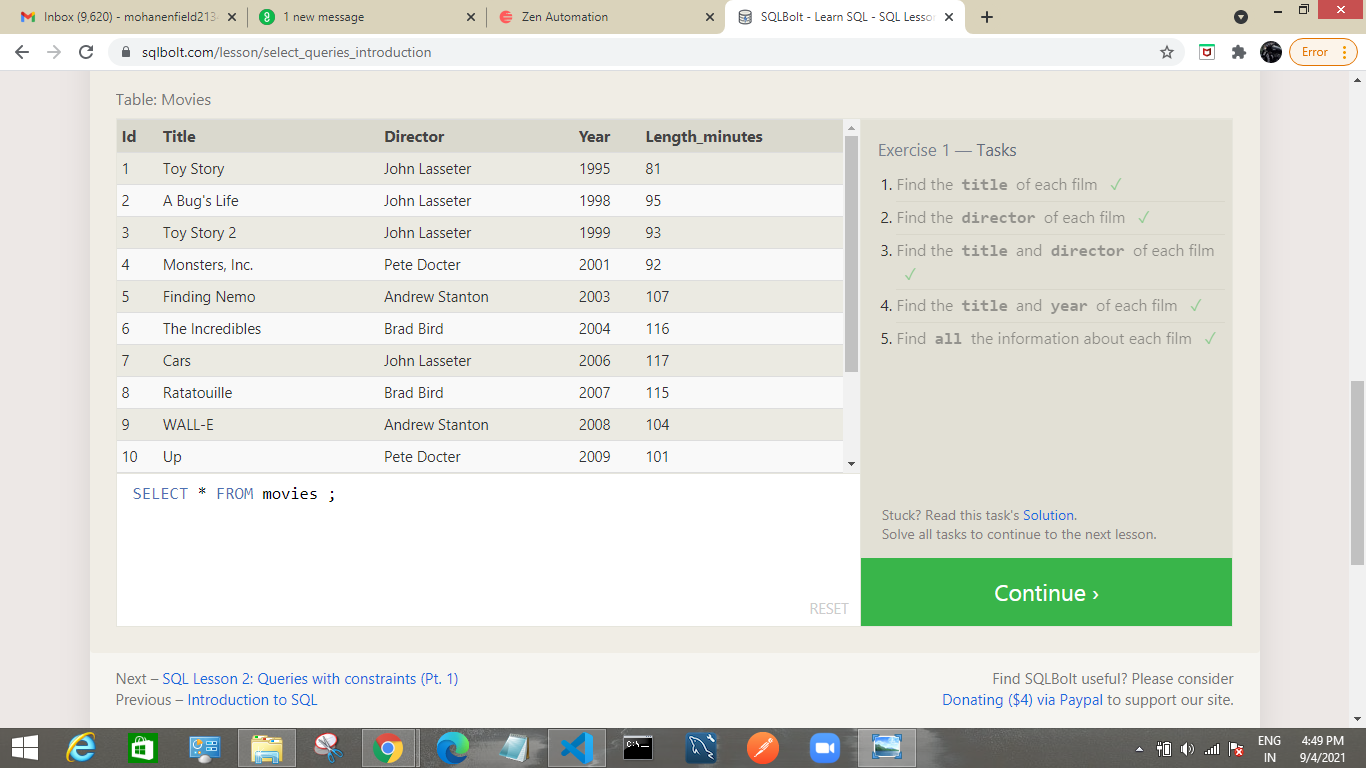 Inbox (9,620) - mohanenfield213
1 new message
Zen Automation
SQLBolt - Learn SQL - SQL Lesso
sqlbolt.com/lesson/select_queries_introduction
Error
Table: Movies
Id Title Director Year Length_minutes
1 Toy Story John Lasseter 1995 81
2 A Bug's Life John Lasseter 1998 95
3 Toy Story 2 John Lasseter 1999 93
4 Monsters, Inc. Pete Docter 2001 92
5 Finding Nemo Andrew Stanton 2003 107
6 The Incredibles Brad Bird 2004 116
7 Cars John Lasseter 2006 117
8 Ratatouille Brad Bird 2007 115
9 WALL-E Andrew Stanton 2008 104
10 Up Pete Docter 2009 101
SELECT * FROM movies ;
RESET
Exercise 1 — Tasks
1. Find the title of each film ✓
2. Find the director of each film ✓
3. Find the title and director of each film
✓
4. Find the title and year of each film ✓
5. Find all the information about each film ✓
Stuck? Read this task's Solution.
Solve all tasks to continue to the next lesson.
Continue ›
Next – SQL Lesson 2: Queries with constraints (Pt. 1)
Previous – Introduction to SQL
Find SQLBolt useful? Please consider
Donating ($4) via Paypal to support our site.
ENG
IN
4:49 PM
9/4/2021